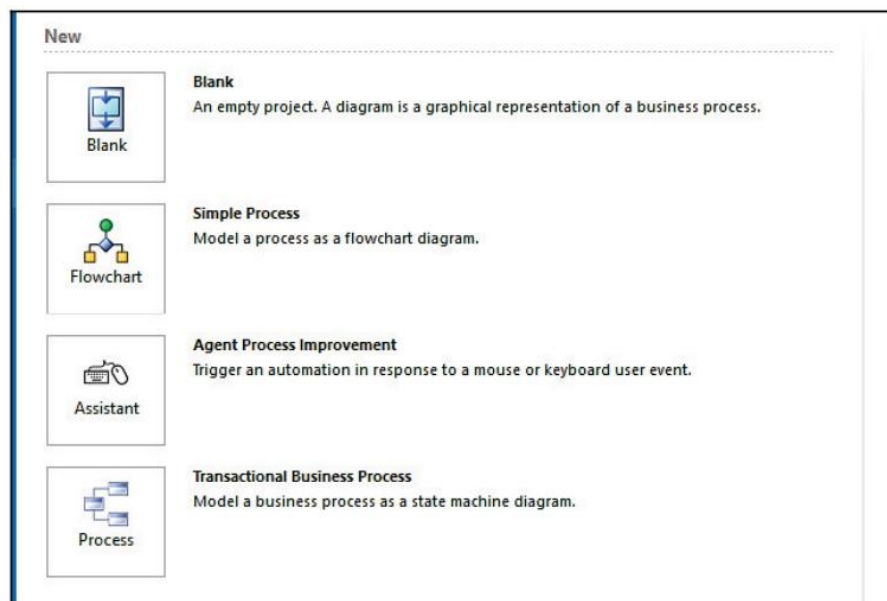 New
Blank
An empty project. A diagram is a graphical representation of a business process.
Blank
Simple Process
Model a process as a flowchart diagram.
Flowchart
Agent Process Improvement
Trigger an automation in response to a mouse or keyboard user event.
Assistant
Transactional Business Process
Model a business process as a state machine diagram.
Process